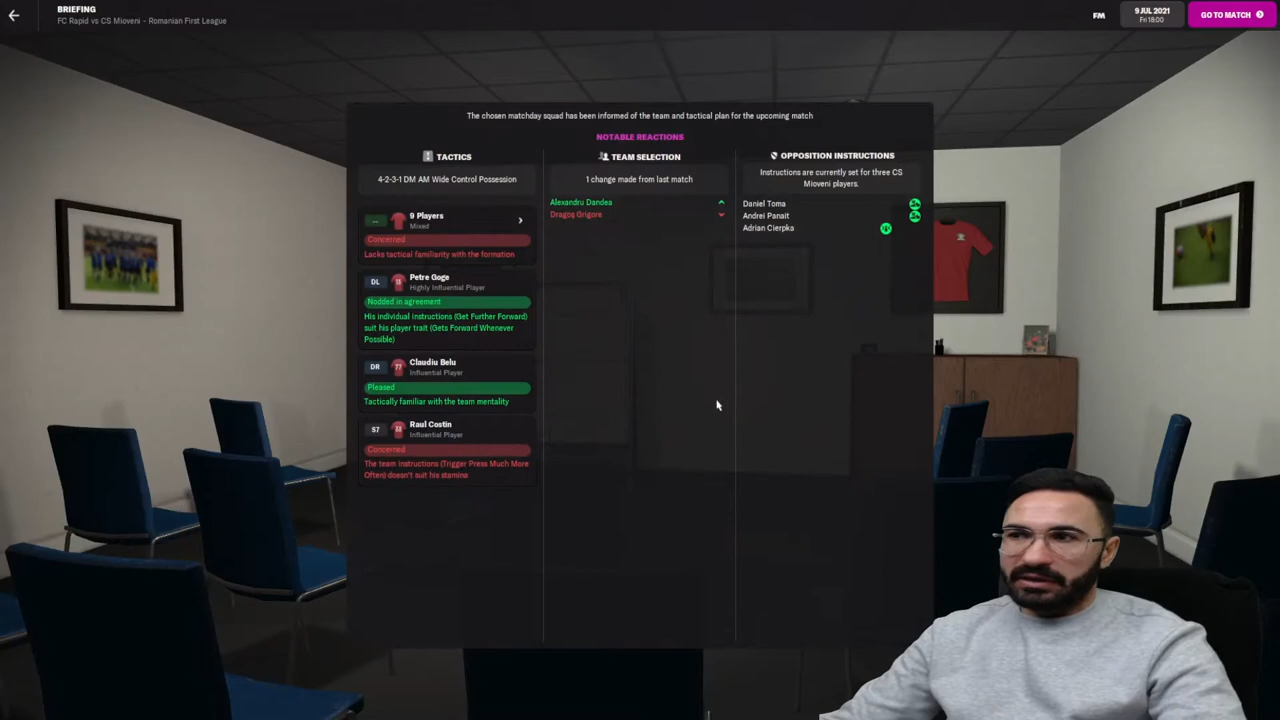 BRIEFING
FC Rapid vs CS Mioveni - Romanian First League
FM
9 JUL 2021
Fri 18:00
GO TO MATCH
The chosen matchday squad has been informed of the team and tactical plan for the upcoming match
NOTABLE REACTIONS
TACTICS
4-2-3-1 DM AM Wide Control Possession
9 Players
Mixed
Concerned
Lacks tactical familiarity with the formation
DL
Petre Goge
Highly Influential Player
Nodded in agreement
His individual instructions (Get Further Forward)
suit his player trait (Gets Forward Whenever
Possible)
DR
77
Claudiu Belu
Influential Player
Pleased
Tactically familiar with the team mentality
S7
Raul Costin
Influential Player
Concerned
The team instructions (Trigger Press Much More
Often) doesn't suit his stamina
TEAM SELECTION
1 change made from last match
Alexandru Dandea
Dragoş Grigore
OPPOSITION INSTRUCTIONS
Instructions are currently set for three CS
Mioveni players.
Daniel Toma
Andrei Panait
Adrian Cierpka